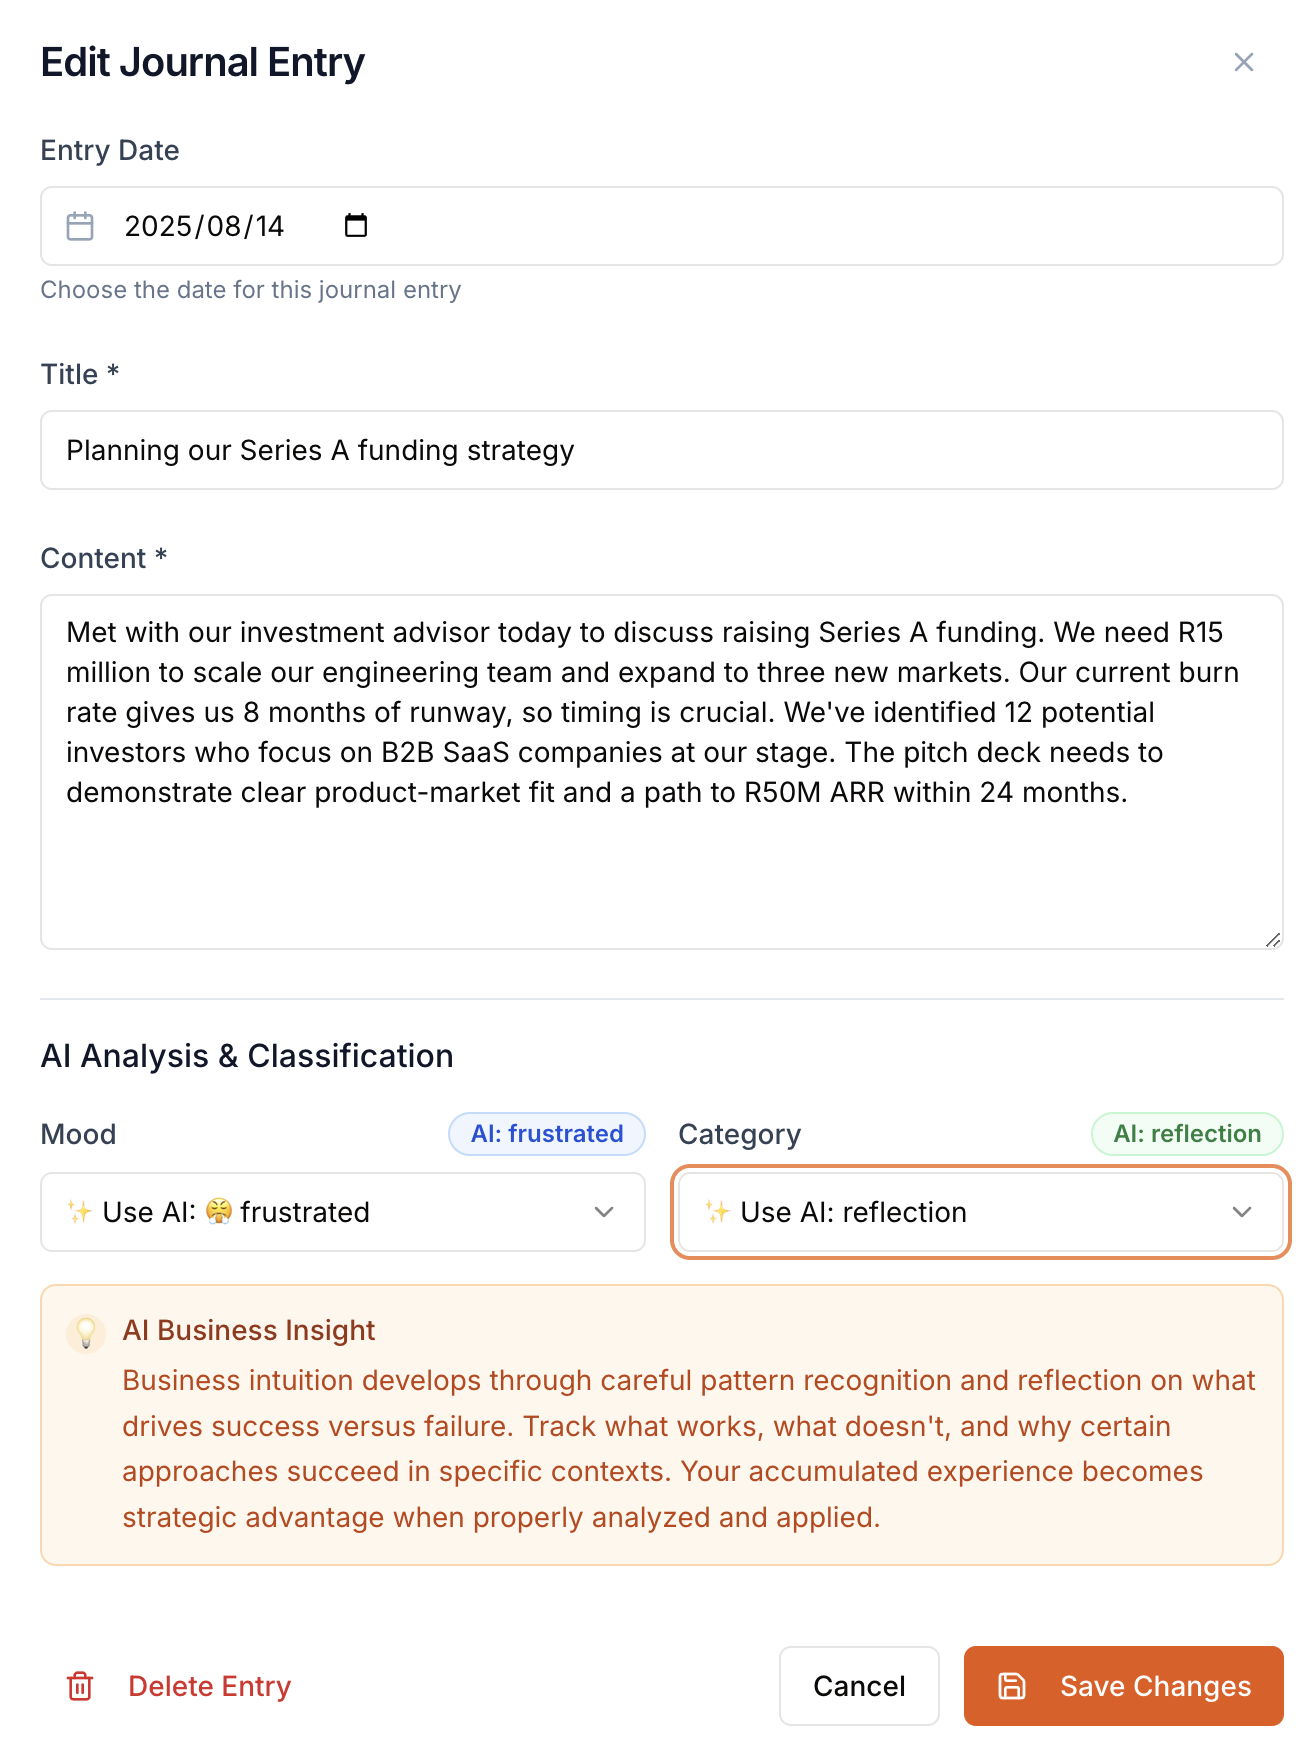 Edit Journal Entry
Entry Date
2025/08/14
Choose the date for this journal entry
Title *
Planning our Series A funding strategy
Content *
Met with our investment advisor today to discuss raising Series A funding. We need R15
million to scale our engineering team and expand to three new markets. Our current burn
rate gives us 8 months of runway, so timing is crucial. We've identified 12 potential
investors who focus on B2B SaaS companies at our stage. The pitch deck needs to
demonstrate clear product-market fit and a path to R50M ARR within 24 months.
AI Analysis & Classification
Mood
AI: frustrated
✨ Use AI: 😤 frustrated
Category
AI: reflection
✨ Use AI: reflection
💡 AI Business Insight
Business intuition develops through careful pattern recognition and reflection on what
drives success versus failure. Track what works, what doesn't, and why certain
approaches succeed in specific contexts. Your accumulated experience becomes
strategic advantage when properly analyzed and applied.
Delete Entry
Cancel
Save Changes